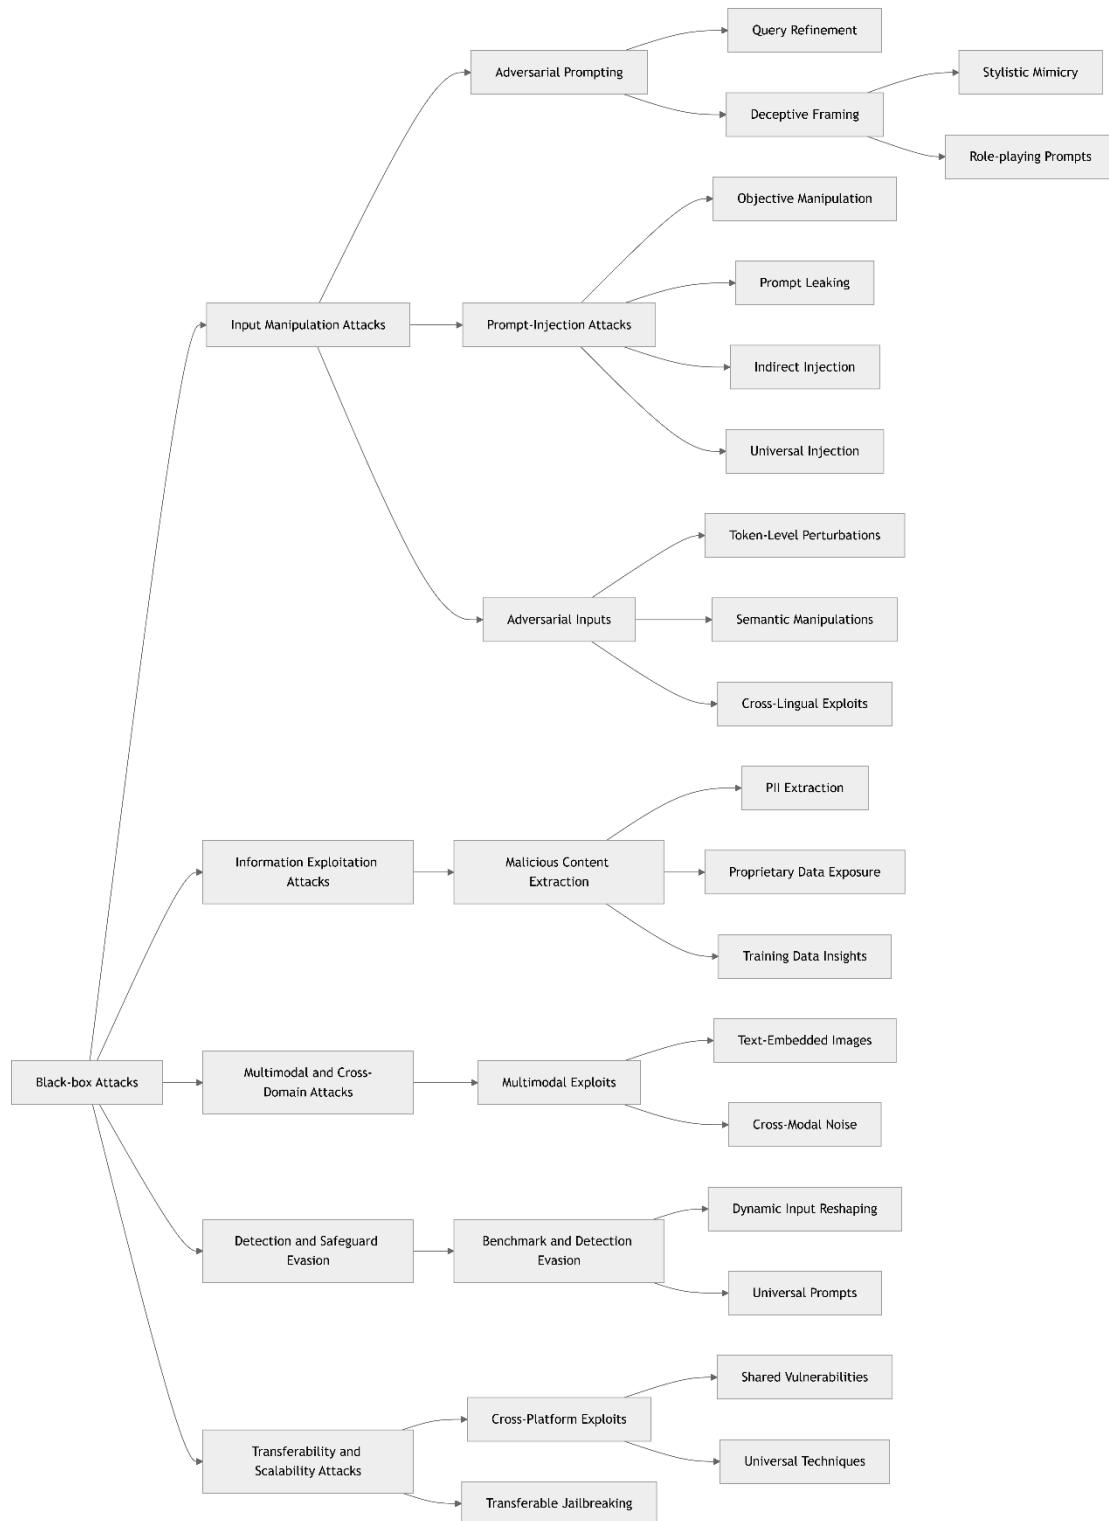 Query Refinement
Adversarial Prompting
Stylistic Mimicry
Deceptive Framing
Role-playing Prompts
Objective Manipulation
Prompt Leaking
Input Manipulation Attacks
Prompt-Injection Attacks
Indirect Injection
Universal Injection
Token-Level Perturbations
Adversarial Inputs
Semantic Manipulations
Cross-Lingual Exploits
PII Extraction
Information Exploitation
Attacks
Malicious Content
Extraction
Proprietary Data Exposure
Training Data Insights
Text-Embedded Images
Black-box Attacks
Multimodal and Cross-
Domain Attacks
Multimodal Exploits
Cross-Modal Noise
Dynamic Input Reshaping
Detection and Safeguard
Evasion
Benchmark and Detection
Evasion
Universal Prompts
Shared Vulnerabilities
Cross-Platform Exploits
Transferability and
Scalability Attacks
Universal Techniques
Transferable Jailbreaking